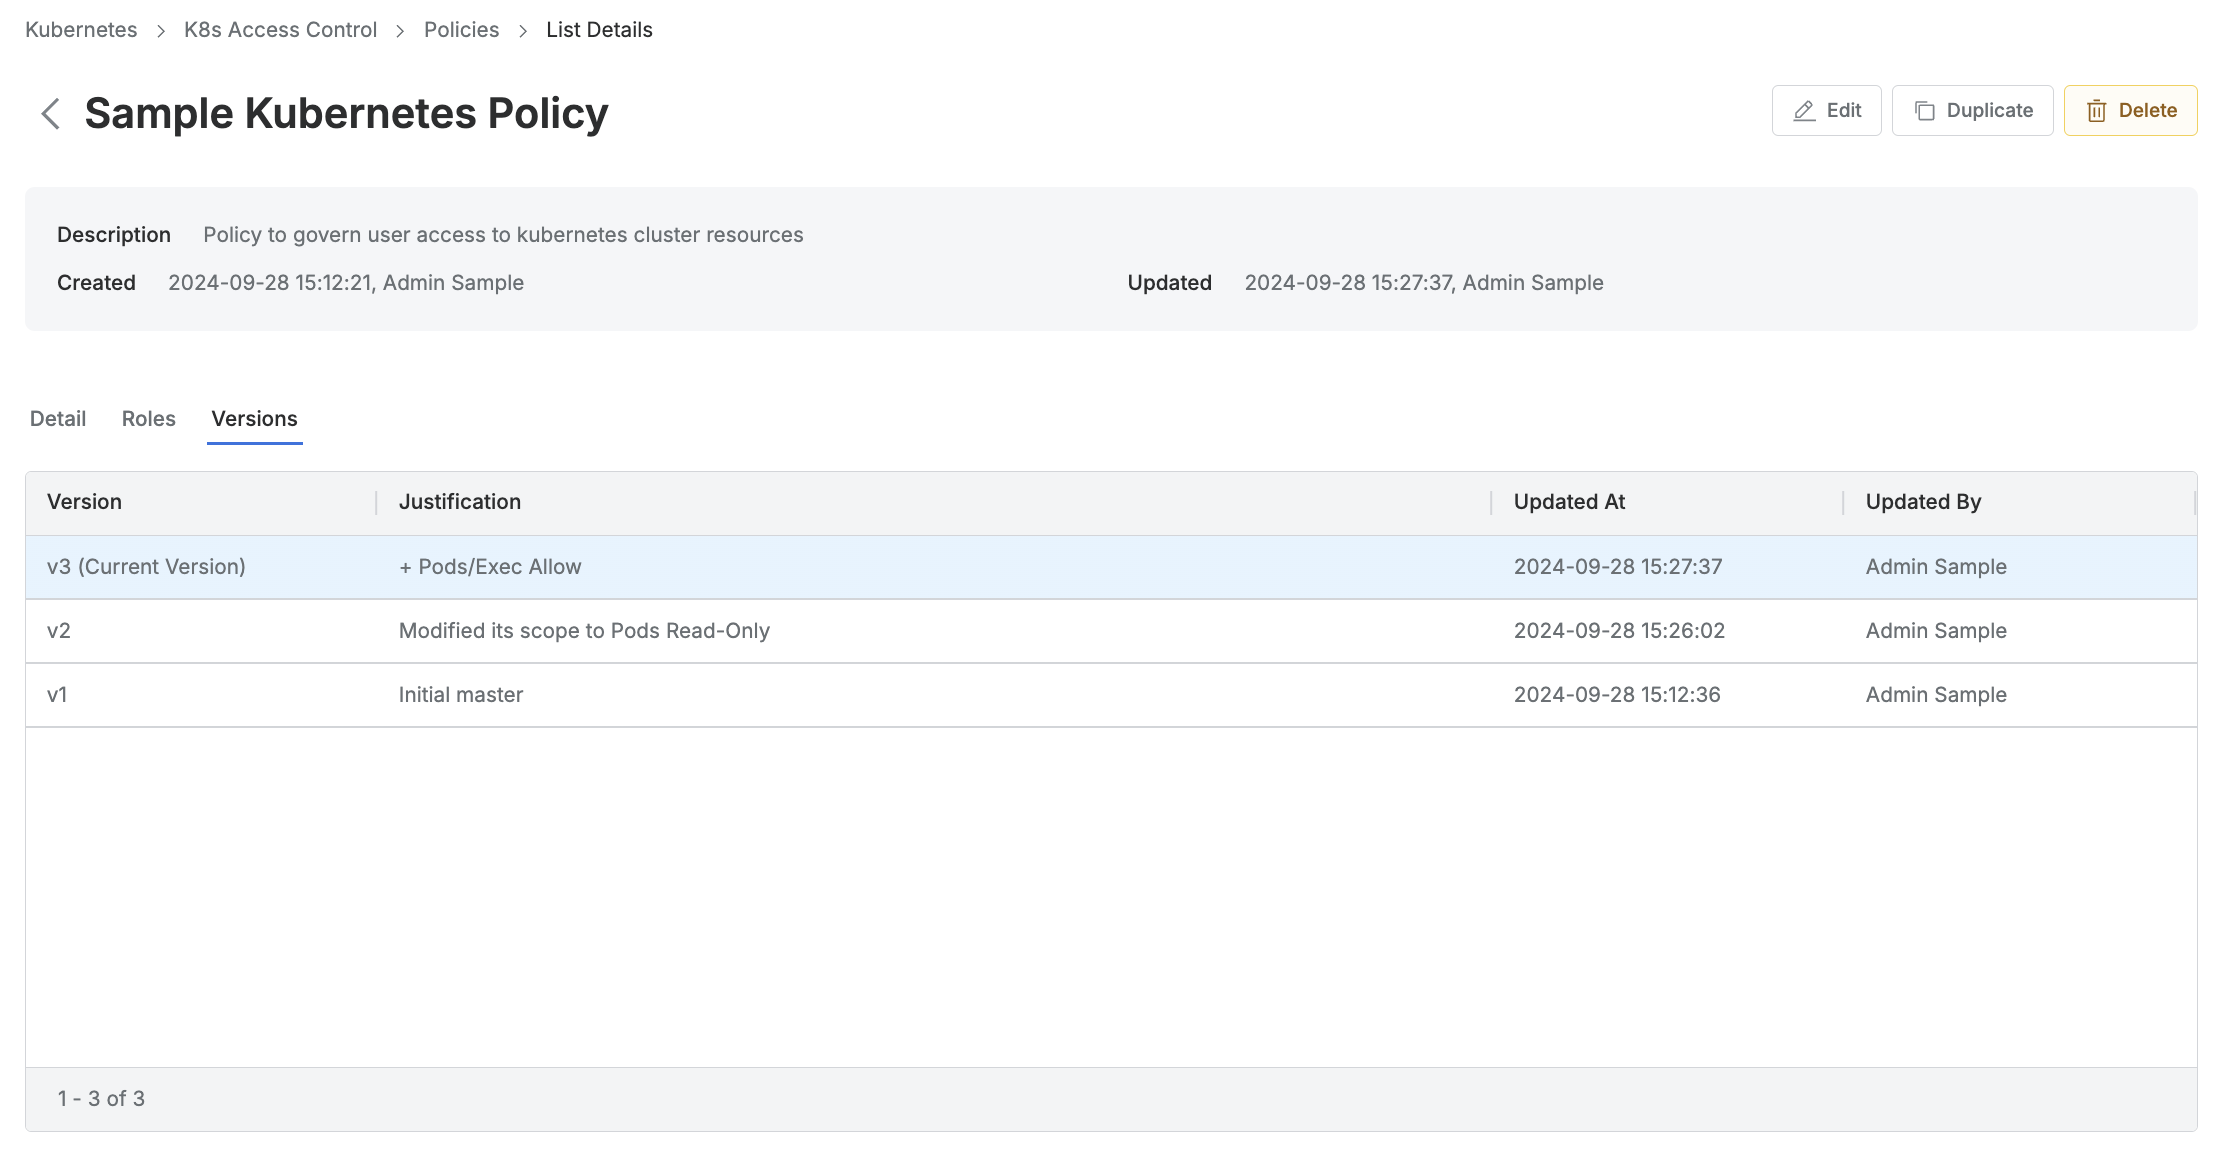 Kubernetes > K8s Access Control > Policies > List Details
Sample Kubernetes Policy
Edit Duplicate Delete
Description Policy to govern user access to kubernetes cluster resources
Created 2024-09-28 15:12:21, Admin Sample Updated 2024-09-28 15:27:37, Admin Sample
Detail Roles Versions
Version Justification Updated At Updated By
v3 (Current Version) + Pods/Exec Allow 2024-09-28 15:27:37 Admin Sample
v2 Modified its scope to Pods Read-Only 2024-09-28 15:26:02 Admin Sample
v1 Initial master 2024-09-28 15:12:36 Admin Sample
1 - 3 of 3